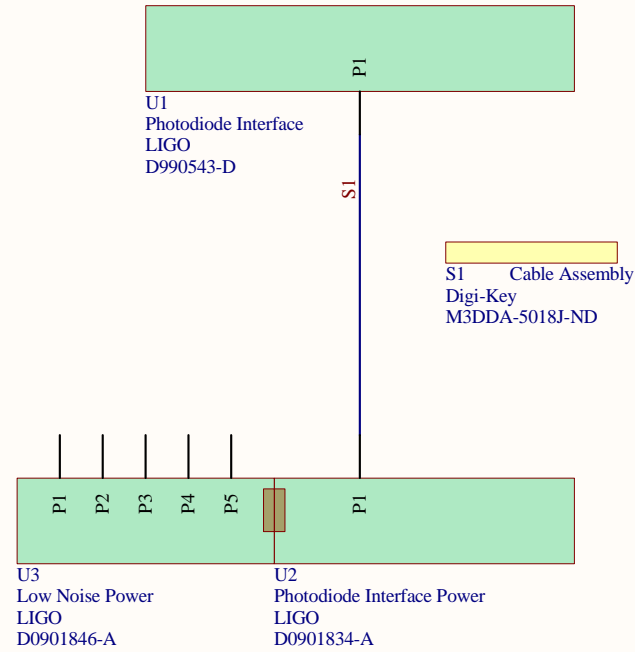 P1
U1
Photodiode Interface
LIGO
D990543-D
S1
S1 Cable Assembly
Digi-Key
M3DDA-5018J-ND
P1 P2 P3 P4 P5 P1
U3
Low Noise Power
LIGO
D0901846-A
U2
Photodiode Interface Power
LIGO
D0901834-A